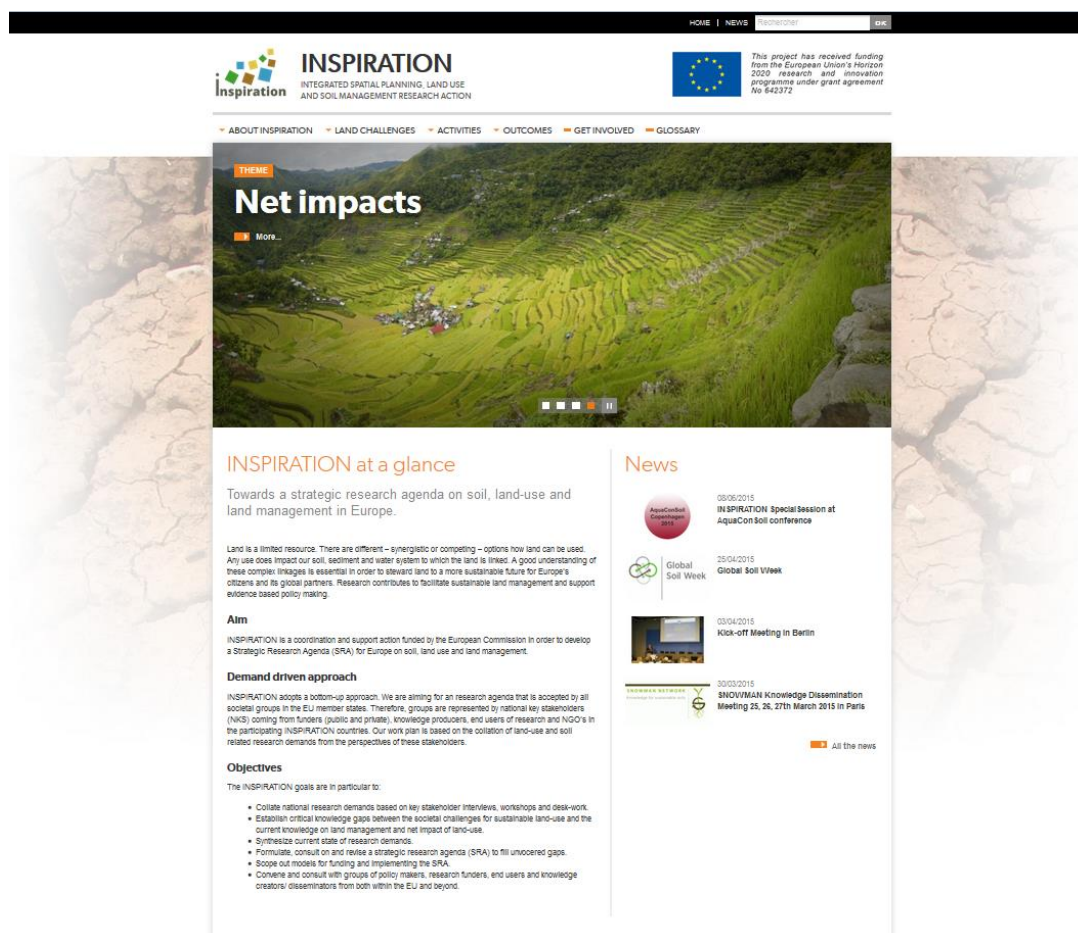 HOME | NEWS Rechercher OK
inspiration
INSPIRATION
INTEGRATED SPATIAL PLANNING, LAND USE
AND SOIL MANAGEMENT RESEARCH ACTION
This project has received funding
from the European Union's Horizon
2020 research and innovation
programme under grant agreement
No 642372
ABOUT INSPIRATION LAND CHALLENGES ACTIVITIES OUTCOMES GET INVOLVED GLOSSARY
THEME
Net impacts
More...
INSPIRATION at a glance
Towards a strategic research agenda on soil, land-use and
land management in Europe.
Land is a limited resource. There are different – synergistic or competing – options how land can be used.
Any use does impact our soil, sediment and water system to which the land is linked. A good understanding of
these complex linkages is essential in order to steward land to a more sustainable future for Europe's
citizens and its global partners. Research contributes to facilitate sustainable land management and support
evidence based policy making.
Aim
INSPIRATION is a coordination and support action funded by the European Commission in order to develop
a Strategic Research Agenda (SRA) for Europe on soil, land use and land management.
Demand driven approach
INSPIRATION adopts a bottom-up approach. We are aiming for an research agenda that is accepted by all
societal groups in the EU member states. Therefore, groups are represented by national key stakeholders
(NKS) coming from funders (public and private), knowledge producers, end users of research and NGO's in
the participating INSPIRATION countries. Our work plan is based on the collation of land-use and soil
related research demands from the perspectives of these stakeholders.
Objectives
The INSPIRATION goals are in particular to:
• Collate national research demands based on key stakeholder interviews, workshops and desk-work.
• Establish critical knowledge gaps between the societal challenges for sustainable land-use and the
current knowledge on land management and net impact of land-use.
• Synthesize current state of research demands.
• Formulate, consult on and revise a strategic research agenda (SRA) to fill unvocered gaps.
• Scope out models for funding and implementing the SRA.
• Convene and consult with groups of policy makers, research funders, end users and knowledge
creators/ disseminators from both within the EU and beyond.
News
AquaConSoil
Copenhagen
2015
08/06/2015
INSPIRATION Special Session at
AquaConSoil conference
Global
Soil Week
25/04/2015
Global Soil Week
03/04/2015
Kick-off Meeting in Berlin
SNOWMAN NETWORK
30/03/2015
SNOWMAN Knowledge Dissemination
Meeting 25, 26, 27th March 2015 in Paris
All the news